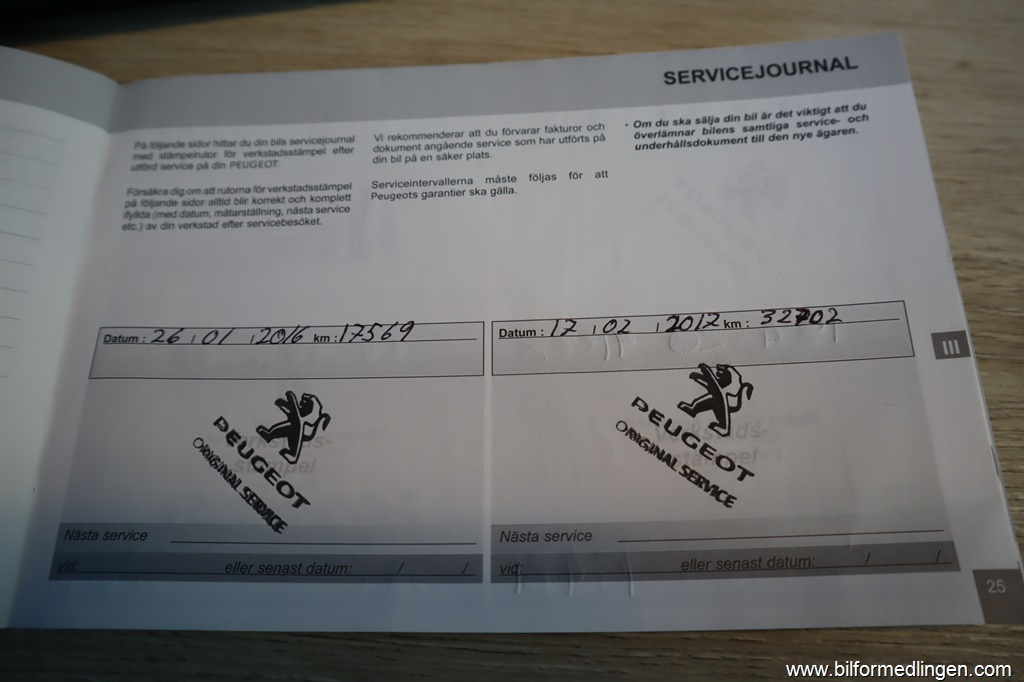 SERVICEJOURNAL
På följande sidor hittar du din bils servicejournal
med stämpelrutor för verkstadsstämpel efter
utförd service på din PEUGEOT.
Försäkra dig om att rutorna för verkstadsstämpel
på följande sidor alltid blir korrekt och komplett
ifyllda (med datum, mätarställning, nästa service
etc.) av din verkstad efter servicebesöket.
Vi rekommenderar att du förvarar fakturor och
dokument angående service som har utförts på
din bil på en säker plats.
Serviceintervallerna måste följas för att
Peugeots garantier ska gälla.
• Om du ska sälja din bil är det viktigt att du
överlämnar bilens samtliga service- och
underhållsdokument till den nye ägaren.
Datum : 26 / 01 / 2016 km : 17569
PEUGEOT
ORIGINAL SERVICE
Verkstads-
stämpel
Nästa service
vid: eller senast datum: / /
Datum : 17 / 02 / 2017 km : 32702
PEUGEOT
ORIGINAL SERVICE
Verkstads-
stämpel
Nästa service
vid: eller senast datum: / /
III
25
www.bilformedlingen.com